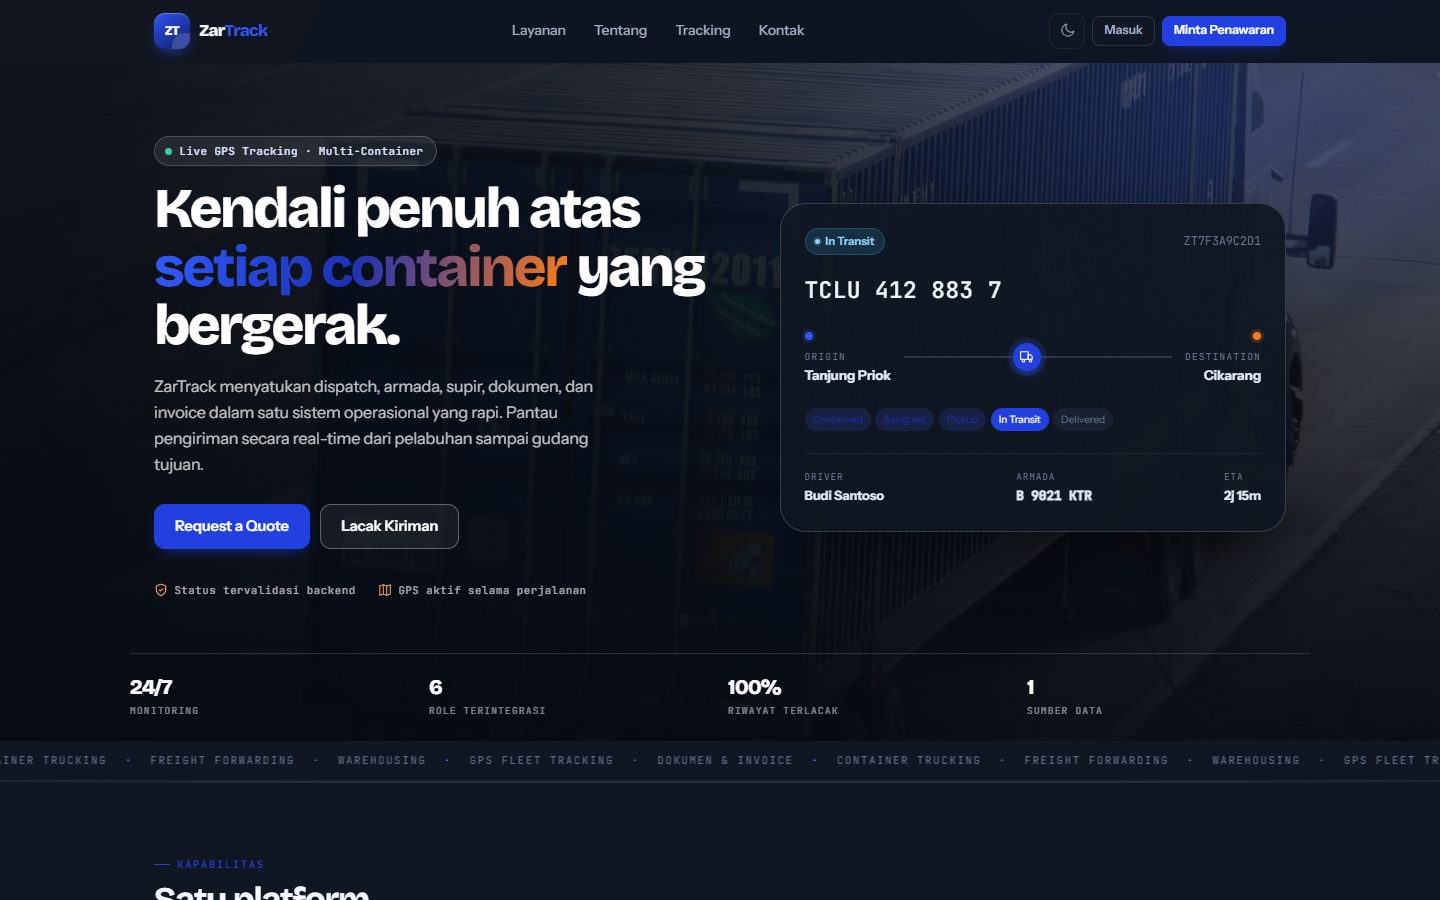 ZT
ZarTrack
Layanan
Tentang
Tracking
Kontak
Masuk
Minta Penawaran
Live GPS Tracking · Multi-Container
Kendali penuh atas
setiap container yang
bergerak.
ZarTrack menyatukan dispatch, armada, supir, dokumen, dan
invoice dalam satu sistem operasional yang rapi. Pantau
pengiriman secara real-time dari pelabuhan sampai gudang
tujuan.
Request a Quote
Lacak Kiriman
Status tervalidasi backend
GPS aktif selama perjalanan
2011
In Transit
ZT7F3A9C2D1
TCLU 412 883 7
ORIGIN
DESTINATION
Tanjung Priok
Cikarang
Confirmed
Assigned
Pickup
In Transit
Delivered
DRIVER
ARMADA
ETA
Budi Santoso
B 9021 KTR
2j 15m
24/7
MONITORING
6
ROLE TERINTEGRASI
100%
RIWAYAT TERLACAK
1
SUMBER DATA
AINER TRUCKING · FREIGHT FORWARDING · WAREHOUSING · GPS FLEET TRACKING · DOKUMEN & INVOICE · CONTAINER TRUCKING · FREIGHT FORWARDING · WAREHOUSING · GPS FLEET TR
KAPABILITAS
Satu platform